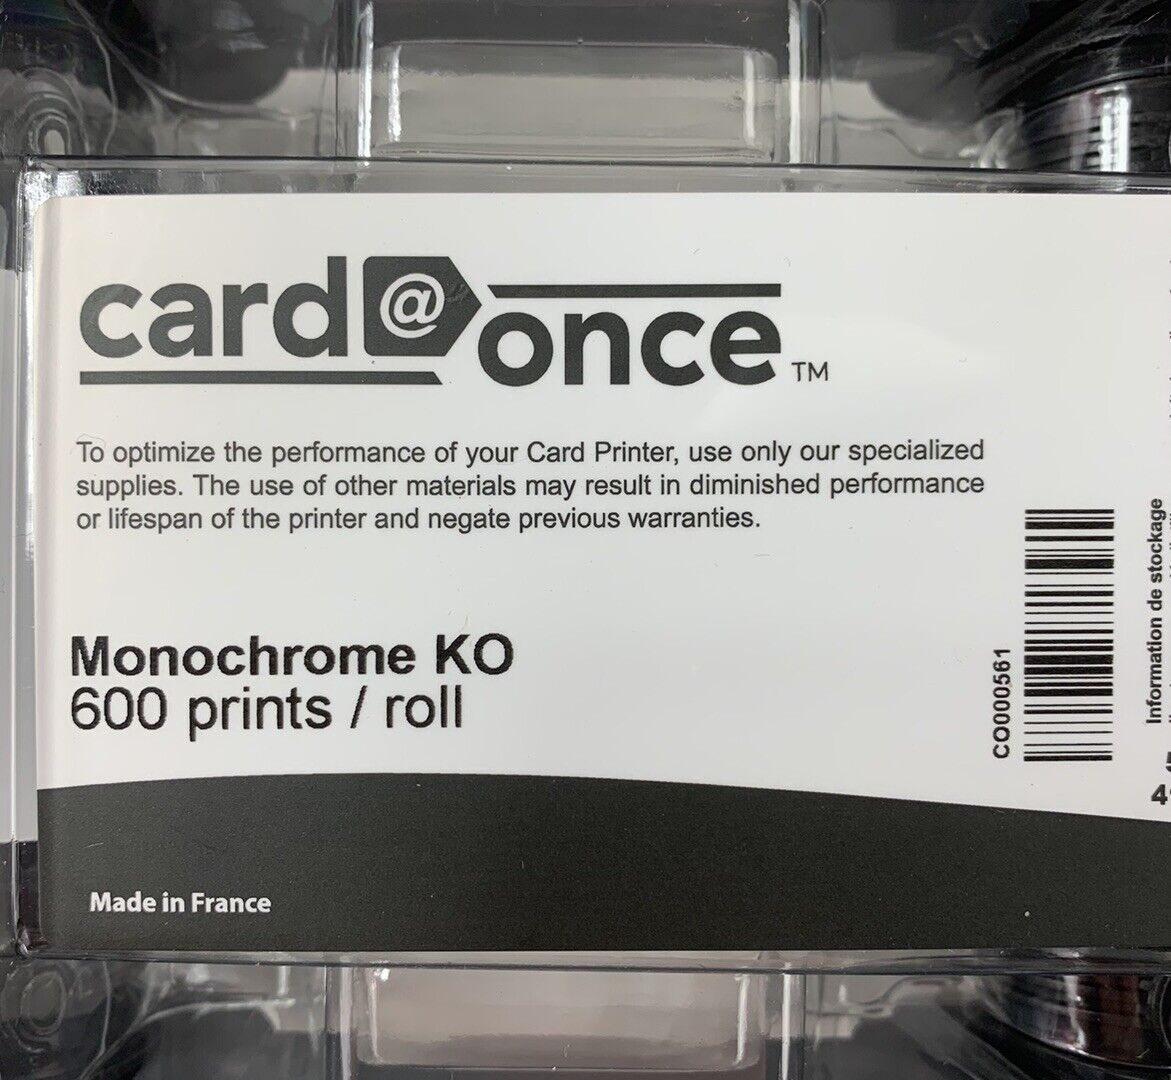 card@once™
To optimize the performance of your Card Printer, use only our specialized
supplies. The use of other materials may result in diminished performance
or lifespan of the printer and negate previous warranties.
Monochrome KO
600 prints / roll
CO000561
Information de stockage
Made in France